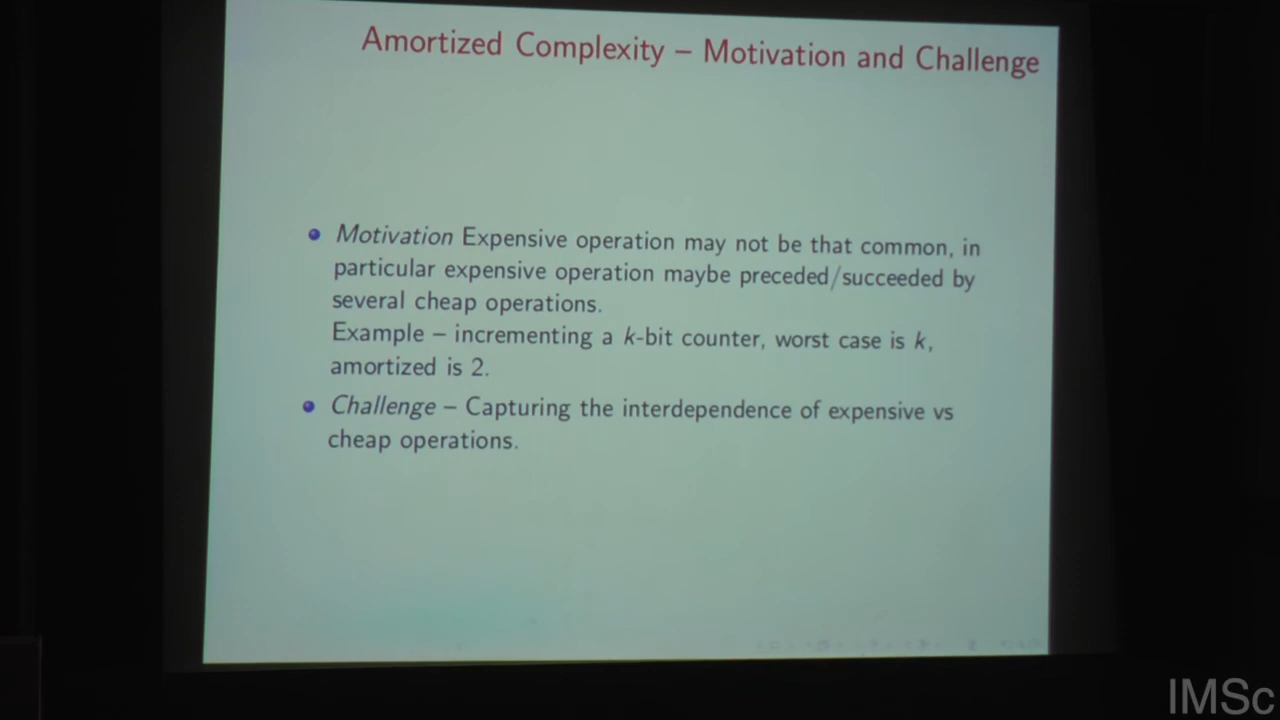 Amortized Complexity – Motivation and Challenge
Motivation Expensive operation may not be that common, in
particular expensive operation maybe preceded/succeeded by
several cheap operations.
Example – incrementing a k-bit counter, worst case is k,
amortized is 2.
Challenge – Capturing the interdependence of expensive vs
cheap operations.
IMSc